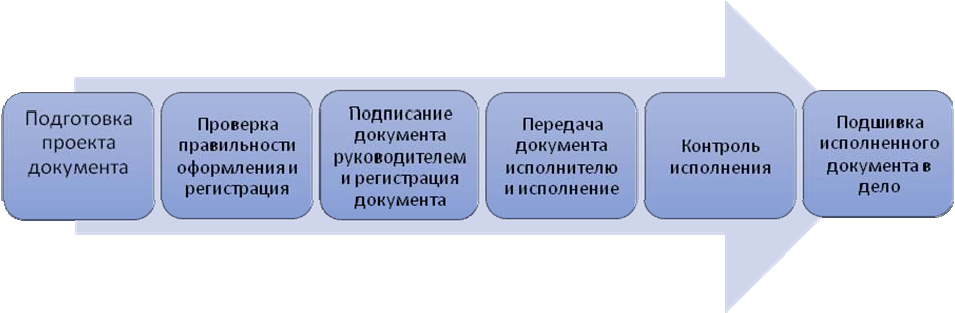 Подготовка
проекта
документа
Проверка
правильности
оформления и
регистрация
Подписание
документа
руководителем
и регистрация
документа
Передача
документа
исполнителю
и исполнение
Контроль
исполнения
Подшивка
исполненного
документа в
дело